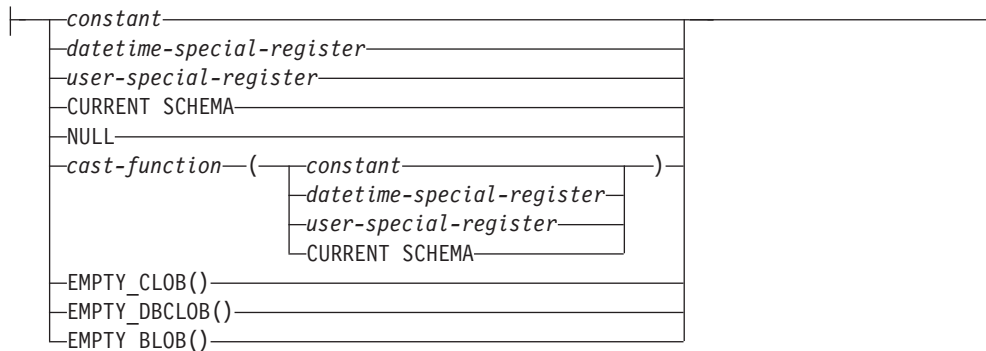 constant
datetime-special-register
user-special-register
CURRENT SCHEMA
NULL
cast-function ( constant )
datetime-special-register
user-special-register
CURRENT SCHEMA
EMPTY_CLOB()
EMPTY_DBCLOB()
EMPTY_BLOB()